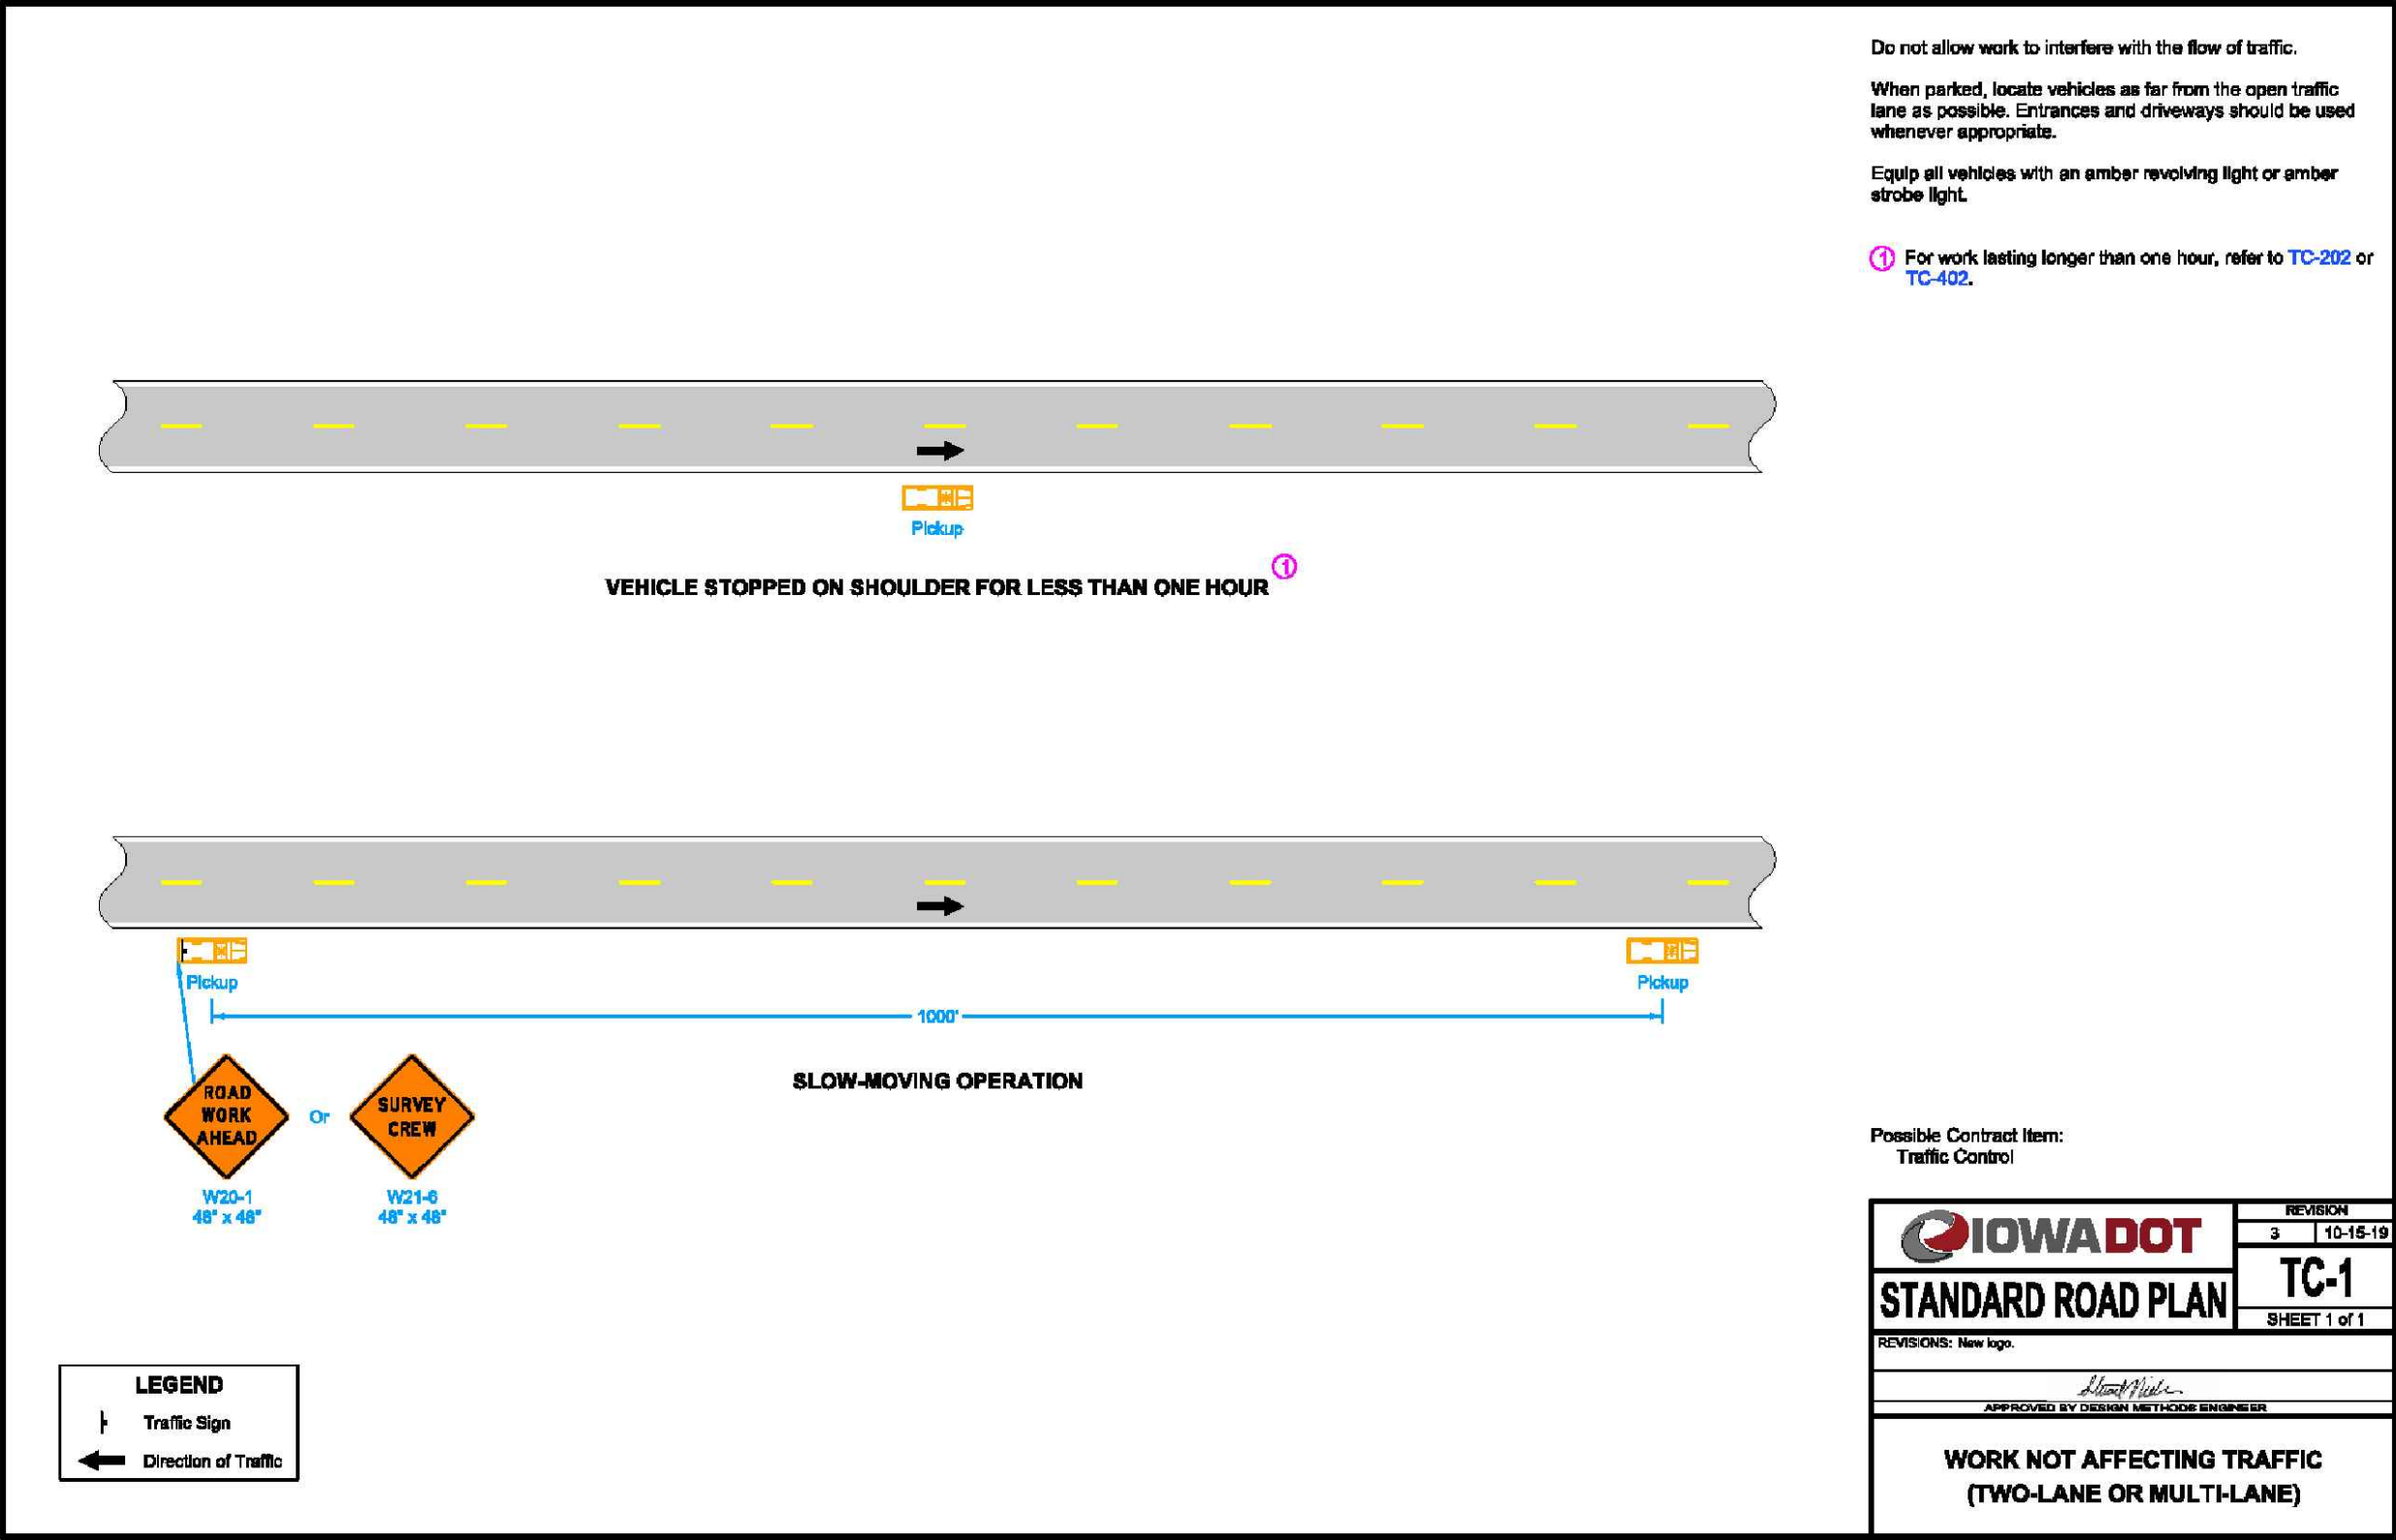 Do not allow work to interfere with the flow of traffic.
When parked, locate vehicles as far from the open traffic
lane as possible. Entrances and driveways should be used
whenever appropriate.
Equip all vehicles with an amber revolving light or amber
strobe light.
1 For work lasting longer than one hour, refer to TC-202 or
TC-402.
Pickup
VEHICLE STOPPED ON SHOULDER FOR LESS THAN ONE HOUR 1
Pickup
Pickup
1000'
SLOW-MOVING OPERATION
ROAD
WORK
AHEAD
Or
SURVEY
CREW
W20-1
48" x 48"
W21-6
48" x 48"
LEGEND
Traffic Sign
Direction of Traffic
Possible Contract Item:
Traffic Control
IOWADOT
REVISION
3 10-15-19
STANDARD ROAD PLAN
TC-1
SHEET 1 of 1
REVISIONS: New logo.
APPROVED BY DESIGN METHODS ENGINEER
WORK NOT AFFECTING TRAFFIC
(TWO-LANE OR MULTI-LANE)